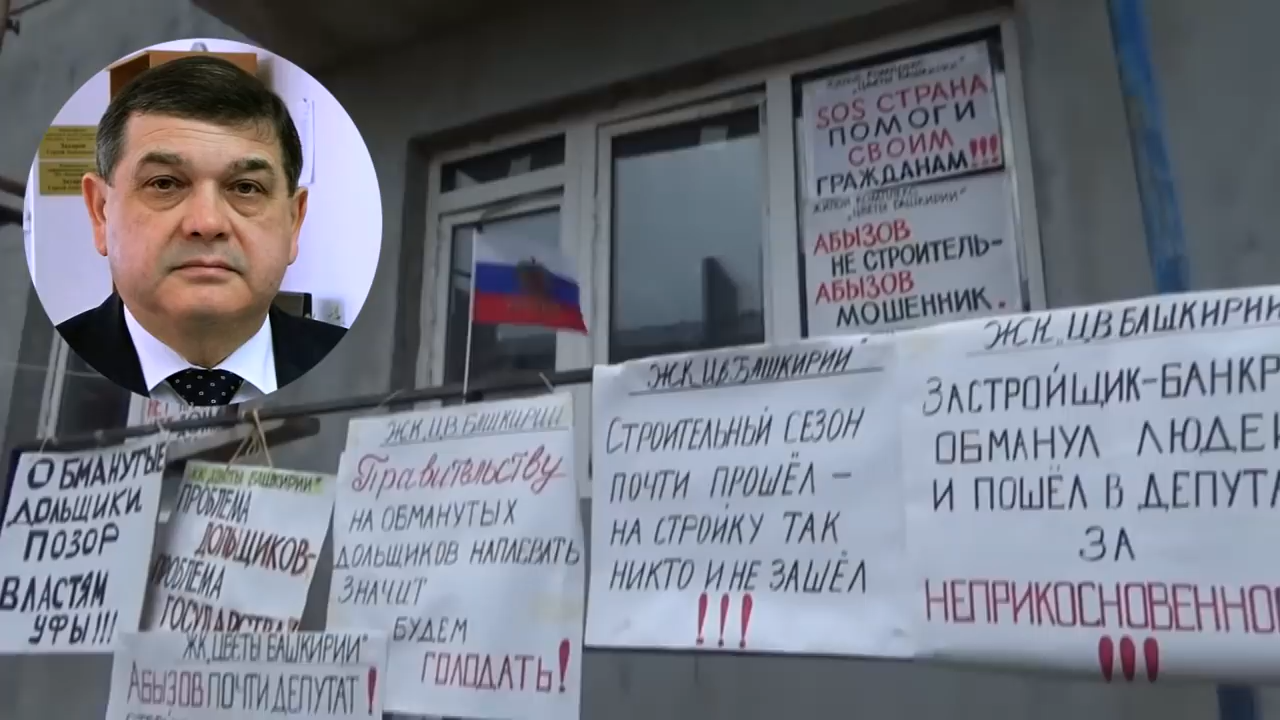 ЖИЛОЙ КОМПЛЕКС
"ЦВЕТЫ БАШКИРИИ"
SOS СТРАНА
ПОМОГИ
СВОИМ
ГРАЖДАНАМ!!!
ЖИЛОЙ КОМПЛЕКС
"ЦВЕТЫ БАШКИРИИ"
АБЫЗОВ
НЕ СТРОИТЕЛЬ-
АБЫЗОВ
МОШЕННИК.
ОБМАНУТЫЕ
ДОЛЬЩИКИ
ПОЗОР
ВЛАСТЯМ
УФЫ!!!
ЖК "ЦВЕТЫ БАШКИРИИ"
ПРОБЛЕМА
ДОЛЬЩИКОВ-
ПРОБЛЕМА
ГОСУДАРСТВА!
ЖК "ЦВЕТЫ БАШКИРИИ"
АБЫЗОВ ПОЧТИ ДЕПУТАТ!
ЖК "ЦВ.БАШКИРИИ
Правительству
НА ОБМАНУТЫХ
ДОЛЬЩИКОВ НАПЛЕВАТЬ
ЗНАЧИТ
БУДЕМ
ГОЛОДАТЬ!
ЖК "ЦВ.БАШКИРИИ"
СТРОИТЕЛЬНЫЙ СЕЗОН
ПОЧТИ ПРОШЁЛ –
НА СТРОЙКУ ТАК
НИКТО И НЕ ЗАШЁЛ
!!!
ЖК "ЦВ БАШКИРИИ
ЗАСТРОЙЩИК-БАНКР
ОБМАНУЛ ЛЮДЕЙ
И ПОШЁЛ В ДЕПУТА
ЗА
НЕПРИКОСНОВЕННО
!!!